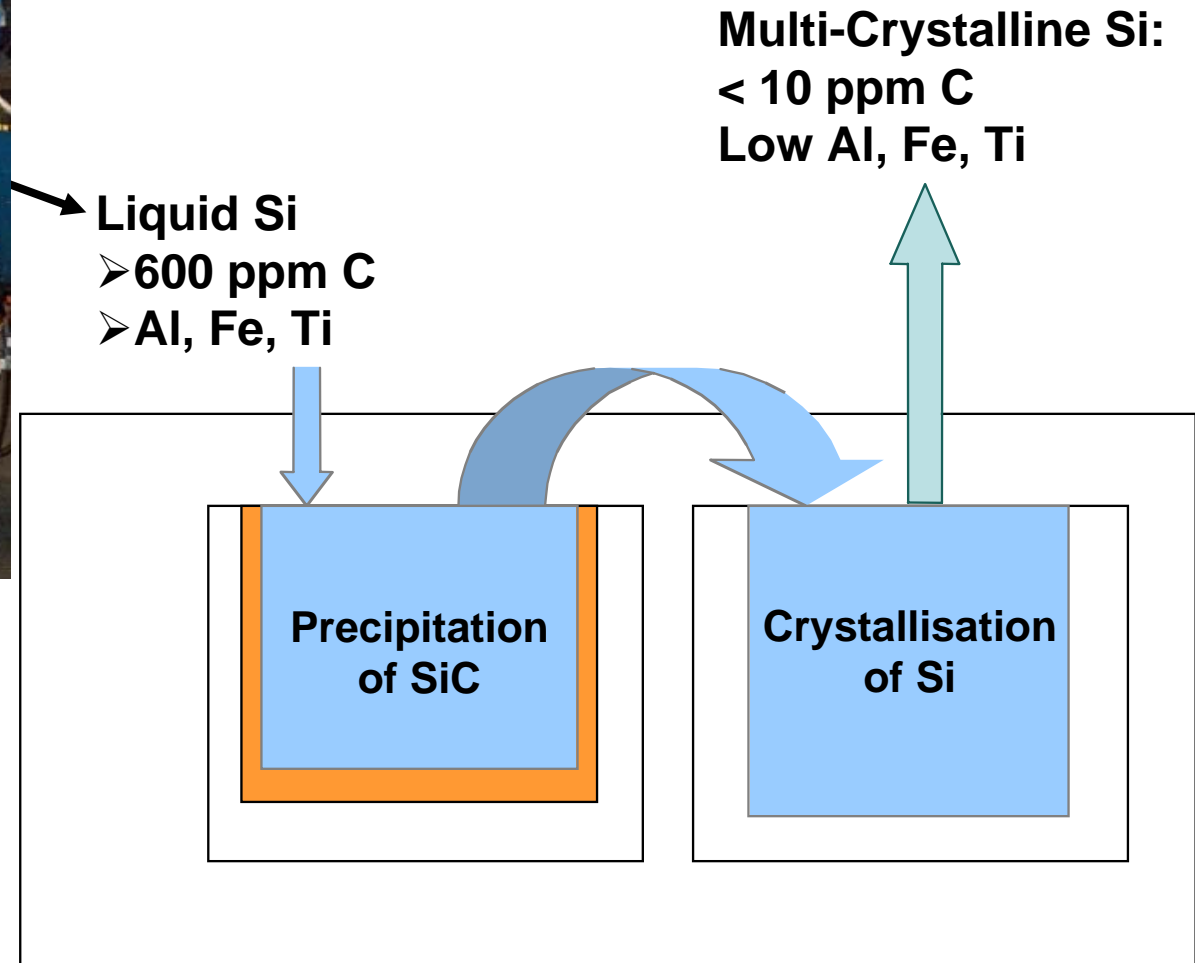 Multi-Crystalline Si:
< 10 ppm C
Low Al, Fe, Ti
Liquid Si
➢600 ppm C
➢Al, Fe, Ti
Precipitation
of SiC
Crystallisation
of Si